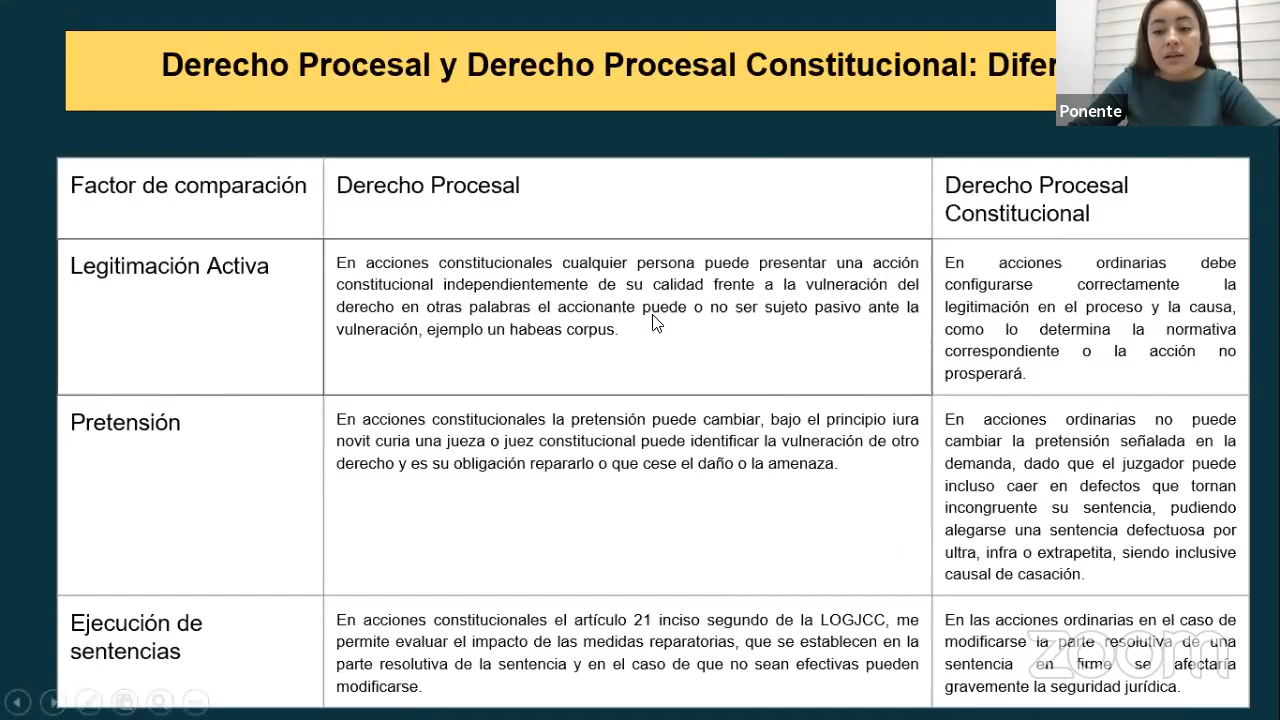 Derecho Procesal y Derecho Procesal Constitucional:
Ponente
Factor de comparación
Derecho Procesal
Derecho Procesal
Constitucional
Legitimación Activa
En acciones constitucionales cualquier persona puede presentar una acción
constitucional independientemente de su calidad frente a la vulneración del
derecho en otras palabras el accionante puede o no ser sujeto pasivo ante la
vulneración, ejemplo un habeas corpus.
En acciones ordinarias debe
configurarse correctamente la
legitimación en el proceso y la causa,
como lo determina la normativa
correspondiente o la acción no
prosperará.
Pretensión
En acciones constitucionales la pretensión puede cambiar, bajo el principio iura
novit curia una jueza o juez constitucional puede identificar la vulneración de otro
derecho y es su obligación repararlo o que cese el daño o la amenaza.
En acciones ordinarias no puede
cambiar la pretensión señalada en la
demanda, dado que el juzgador puede
incluso caer en defectos que tornan
incongruente su sentencia, pudiendo
alegarse una sentencia defectuosa por
ultra, infra o extrapetita, siendo inclusive
causal de casación.
Ejecución de
sentencias
En acciones constitucionales el artículo 21 inciso segundo de la LOGJCC, me
permite evaluar el impacto de las medidas reparatorias, que se establecen en la
parte resolutiva de la sentencia y en el caso de que no sean efectivas pueden
modificarse.
En las acciones ordinarias en el caso de
modificarse la parte resolutiva de una
sentencia en firme se afectaría
gravemente la seguridad jurídica.
zoom